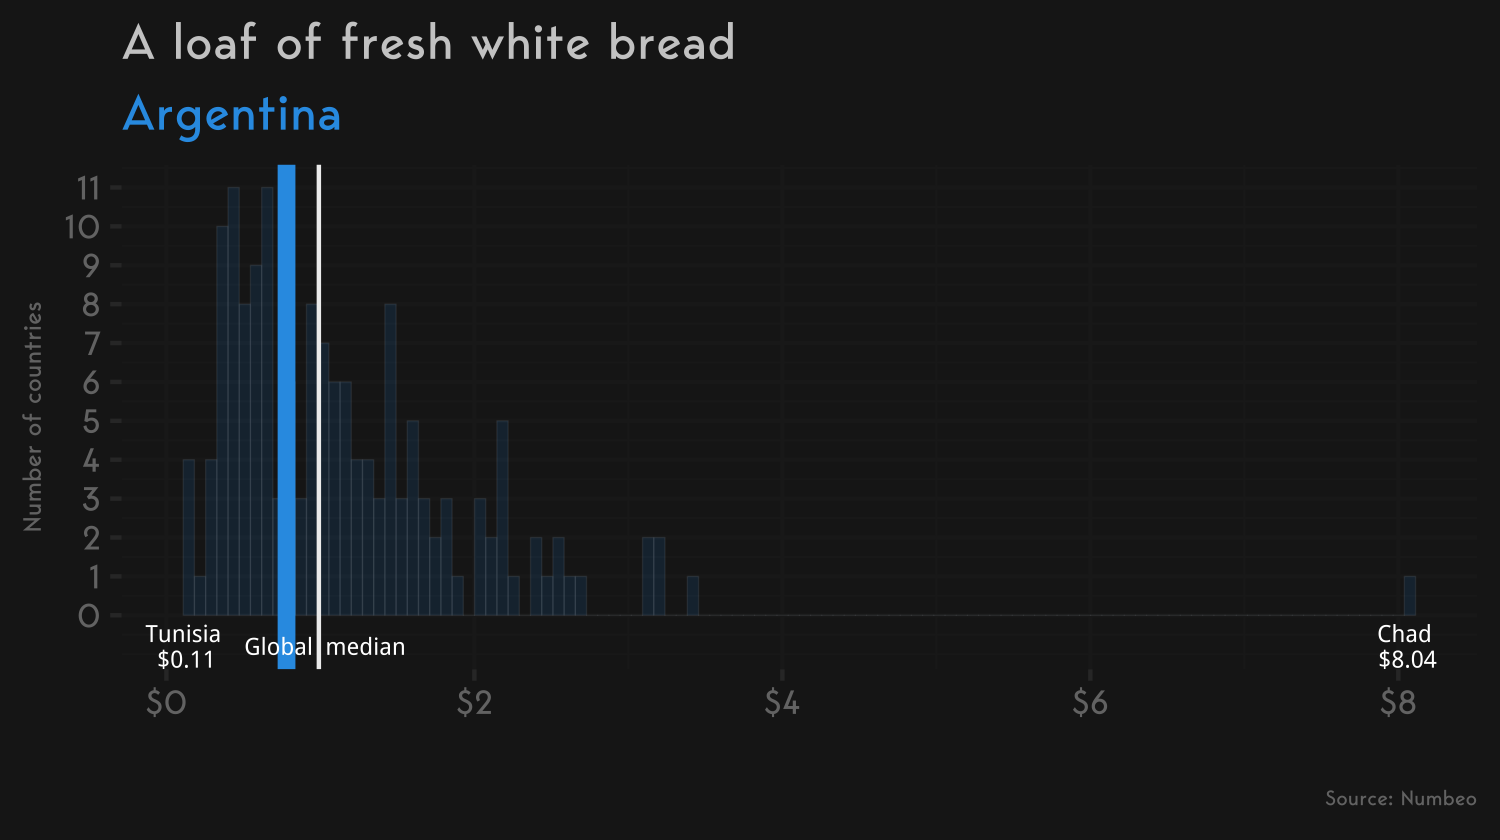 A loaf of fresh white bread
Argentina
Number of countries
11
10
9
8
7
6
5
4
3
2
1
0
Tunisia
$0.11
Global median
Chad
$8.04
$0 $2 $4 $6 $8
Source: Numbeo